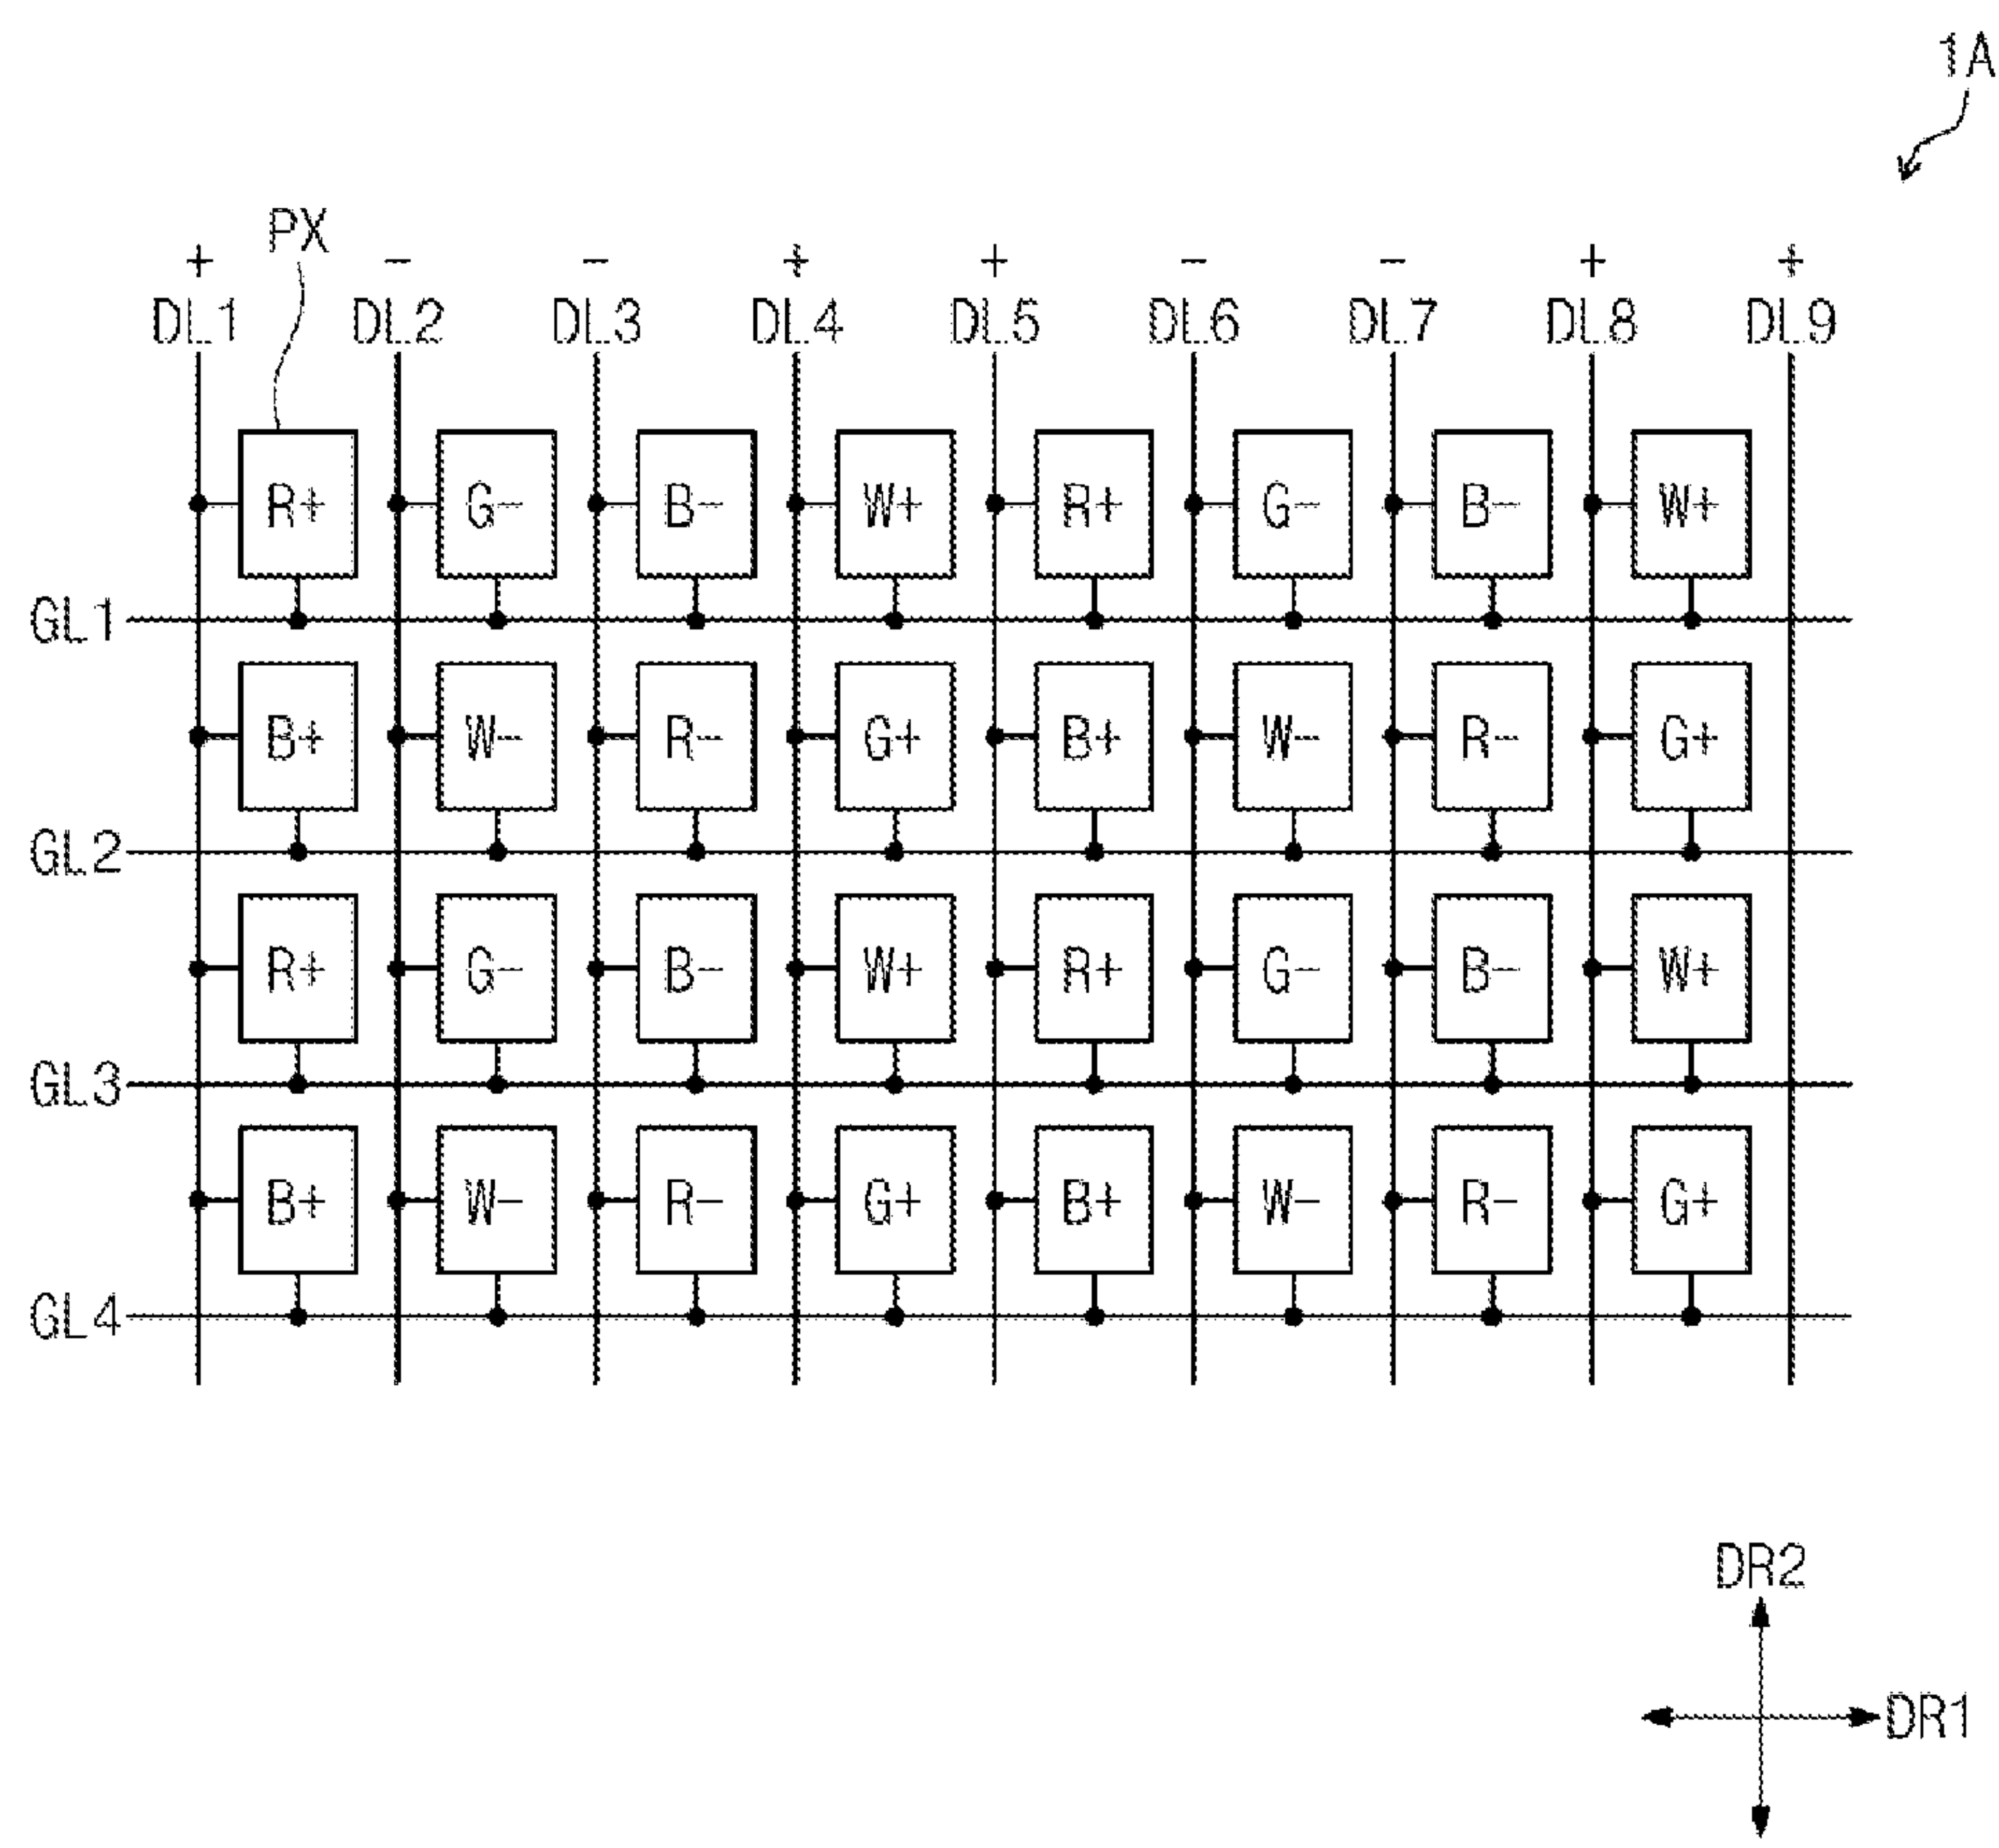 1A
PX
+ - - + + - - + +
DL1 DL2 DL3 DL4 DL5 DL6 DL7 DL8 DL9
R+ G- B- W+ R+ G- B- W+
GL1
B+ W- R- G+ B+ W- R- G+
GL2
R+ G- B- W+ R+ G- B- W+
GL3
B+ W- R- G+ B+ W- R- G+
GL4
DR2
DR1